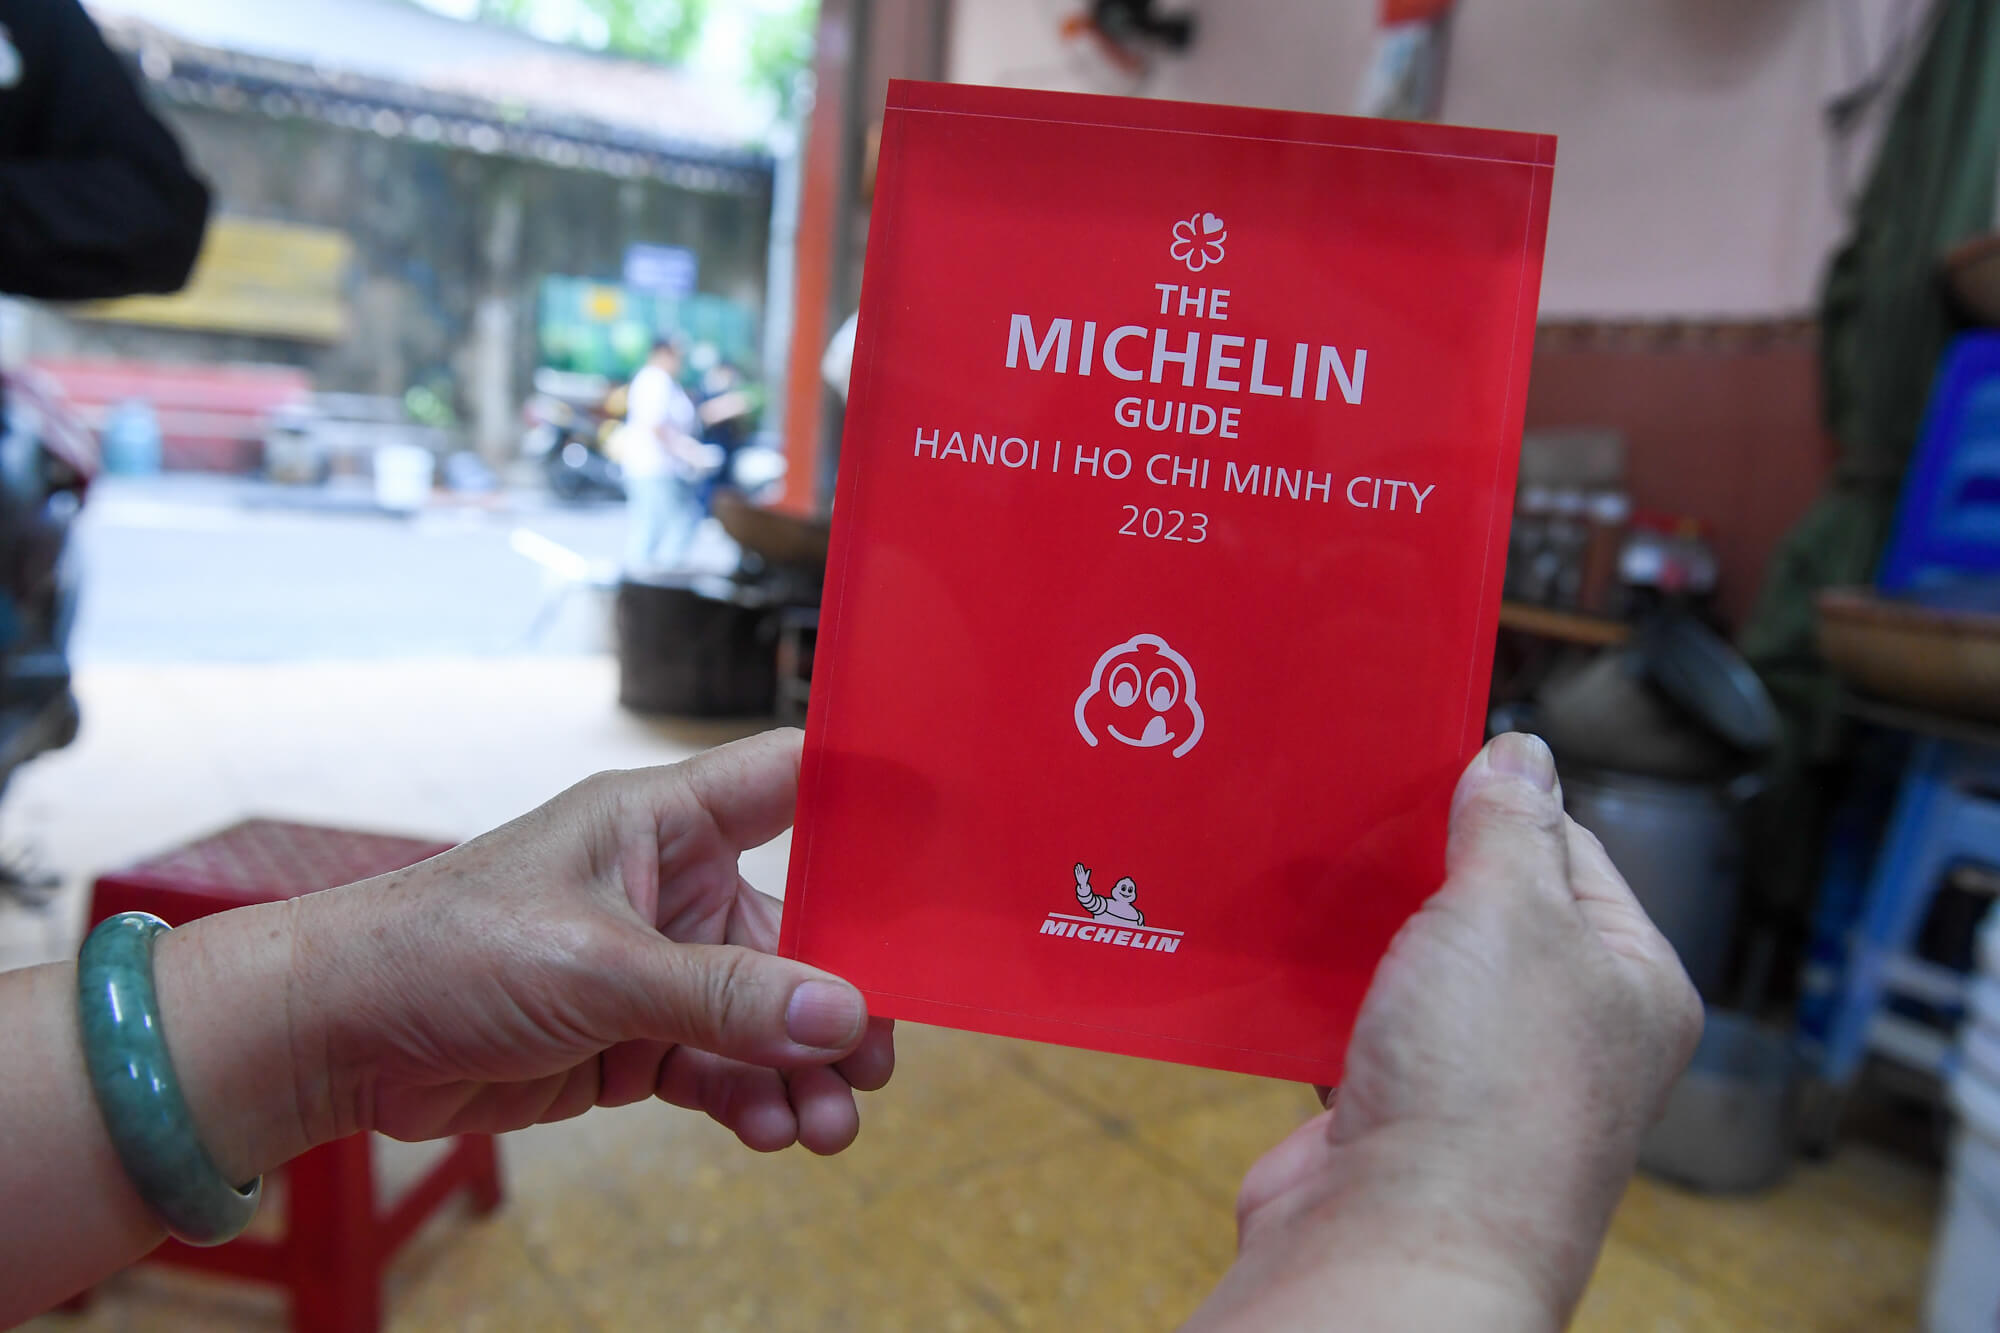 THE
MICHELIN
GUIDE
HANOI | HO CHI MINH CITY
2023
MICHELIN